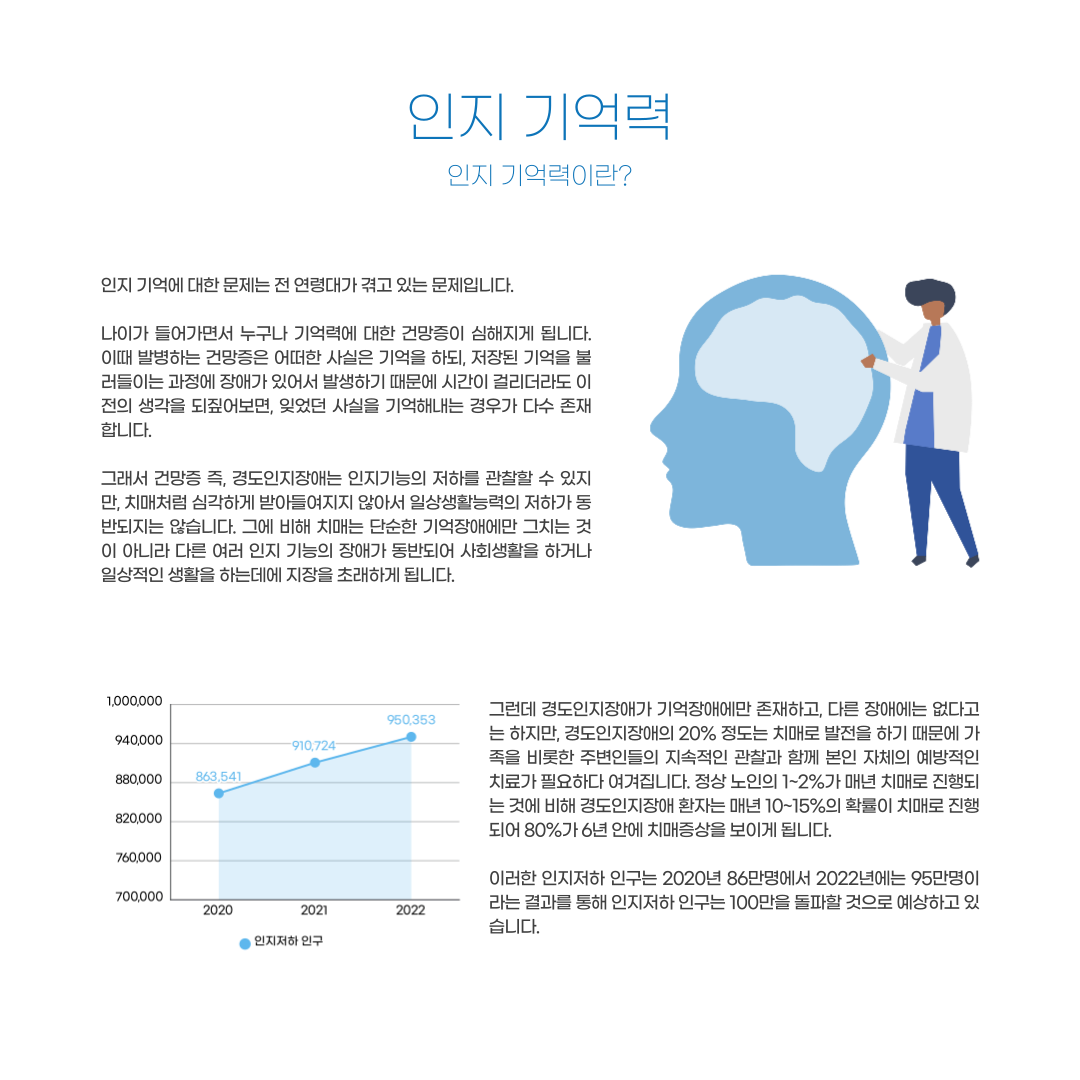 인지 기억력
인지 기억력이란?
인지 기억에 대한 문제는 전 연령대가 겪고 있는 문제입니다.
나이가 들어가면서 누구나 기억력에 대한 건망증이 심해지게 됩니다.
이때 발병하는 건망증은 어떠한 사실은 기억을 하되, 저장된 기억을 불
러들이는 과정에 장애가 있어서 발생하기 때문에 시간이 걸리더라도 이
전의 생각을 되짚어보면, 잊었던 사실을 기억해내는 경우가 다수 존재
합니다.
그래서 건망증 즉, 경도인지장애는 인지기능의 저하를 관찰할 수 있지
만, 치매처럼 심각하게 받아들여지지 않아서 일상생활능력의 저하가 동
반되지는 않습니다. 그에 비해 치매는 단순한 기억장애에만 그치는 것
이 아니라 다른 여러 인지 기능의 장애가 동반되어 사회생활을 하거나
일상적인 생활을 하는데에 지장을 초래하게 됩니다.
1,000,000
940,000
880,000
820,000
760,000
700,000
863,541
910,724
950,353
2020
2021
2022
인지저하 인구
그런데 경도인지장애가 기억장애에만 존재하고, 다른 장애에는 없다고
는 하지만, 경도인지장애의 20% 정도는 치매로 발전을 하기 때문에 가
족을 비롯한 주변인들의 지속적인 관찰과 함께 본인 자체의 예방적인
치료가 필요하다 여겨집니다. 정상 노인의 1~2%가 매년 치매로 진행되
는 것에 비해 경도인지장애 환자는 매년 10~15%의 확률이 치매로 진행
되어 80%가 6년 안에 치매증상을 보이게 됩니다.
이러한 인지저하 인구는 2020년 86만명에서 2022년에는 95만명이
라는 결과를 통해 인지저하 인구는 100만을 돌파할 것으로 예상하고 있
습니다.